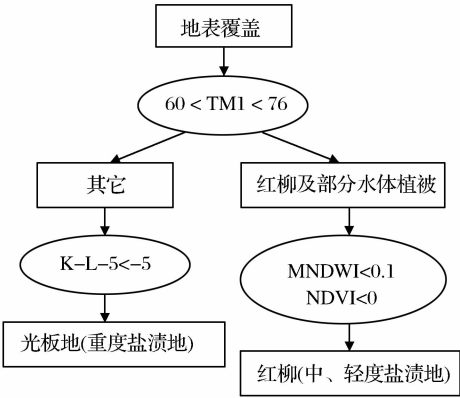 地表覆盖
60 < TM1 < 76
其它
红柳及部分水体植被
K-L-5<-5
MNDWI<0.1
NDVI<0
光板地(重度盐渍地)
红柳(中、轻度盐渍地)